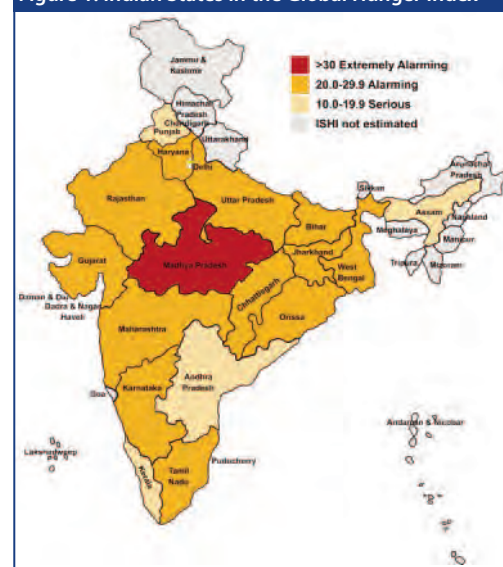 Figure 1: Indian States in the Global Hunger Index
>30 Extremely Alarming
20.0-29.9 Alarming
10.0-19.9 Serious
ISHI not estimated
Jammu &
Kashmir
Himachal
Pradesh
Chandigarh
Punjab
Uttarakhand
Haryana
Delhi
Rajasthan
Uttar Pradesh
Sikkim
Arunachal
Pradesh
Assam
Nagaland
Meghalaya
Manipur
Tripura
Mizoram
Bihar
Jharkhand
West
Bengal
Gujarat
Madhya Pradesh
Chhattisgarh
Orissa
Daman & Diu
Dadra & Nagar
Haveli
Maharashtra
Andhra
Pradesh
Goa
Karnataka
Andaman & Nicobar
Lakshadweep
Kerala
Tamil
Nadu
Puducherry